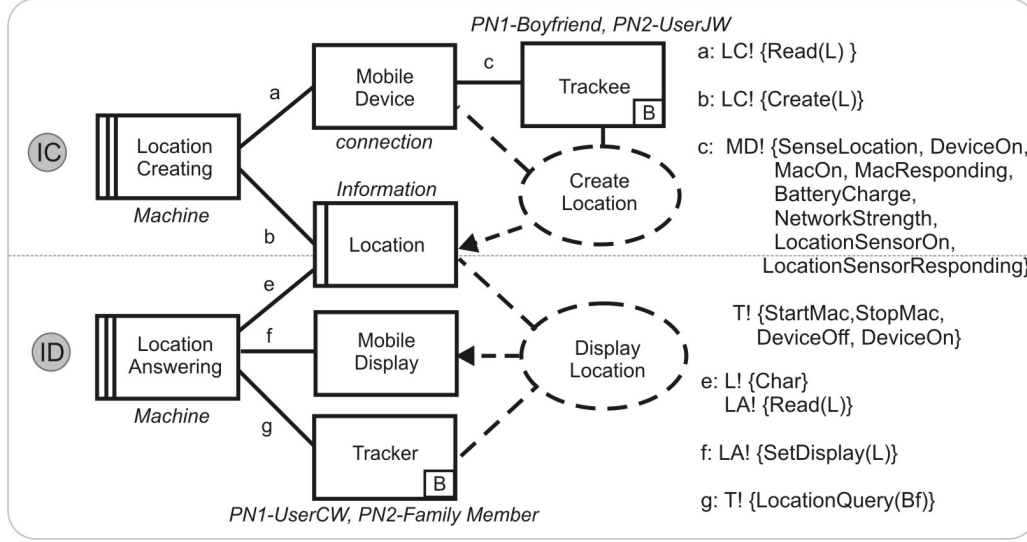 PN1-Boyfriend, PN2-UserJW
IC
Location
Creating
Machine
a
Mobile
Device
connection
c
Trackee
B
Create
Location
b
Information
Location
ID
Location
Answering
Machine
e
f
Mobile
Display
Display
Location
g
Tracker
B
PN1-UserCW, PN2-Family Member
a: LC! {Read(L) }
b: LC! {Create(L)}
c: MD! {SenseLocation, DeviceOn,
MacOn, MacResponding,
BatteryCharge,
NetworkStrength,
LocationSensorOn,
LocationSensorResponding}
T! {StartMac,StopMac,
DeviceOff, DeviceOn}
e: L! {Char}
LA! {Read(L)}
f: LA! {SetDisplay(L)}
g: T! {LocationQuery(Bf)}